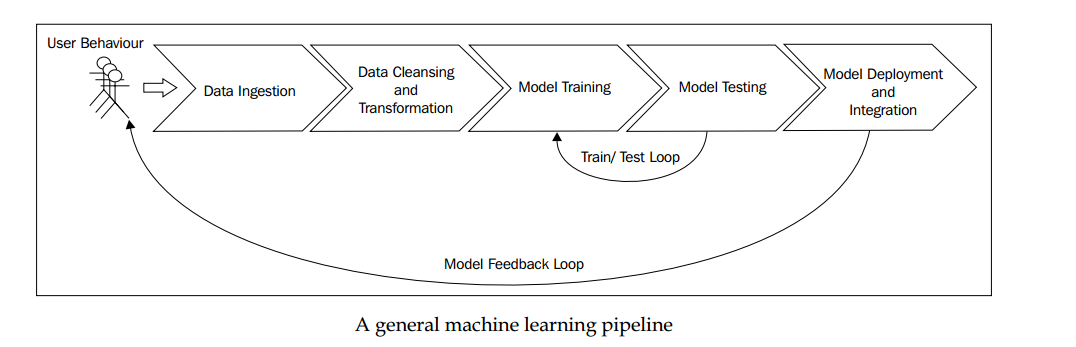 User Behaviour
Data Ingestion
Data Cleansing
and
Transformation
Model Training
Model Testing
Model Deployment
and
Integration
Train/ Test Loop
Model Feedback Loop
A general machine learning pipeline